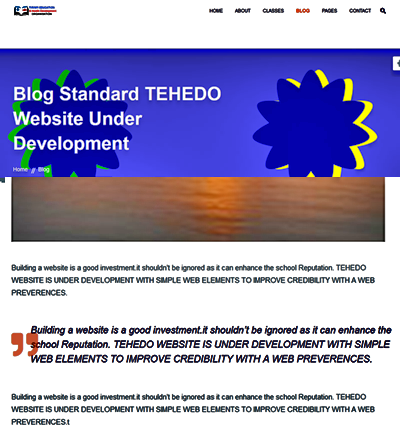 HOME ABOUT CLASSES BLOG PAGES CONTACT
Blog Standard TEHEDO
Website Under
Development
Home // Blog
Building a website is a good investment.it shouldn't be ignored as it can enhance the school Reputation. TEHEDO
WEBSITE IS UNDER DEVELOPMENT WITH SIMPLE WEB ELEMENTS TO IMPROVE CREDIBILITY WITH A WEB
PREVERENCES.
Building a website is a good investment.it shouldn't be ignored as it can enhance the
school Reputation. TEHEDO WEBSITE IS UNDER DEVELOPMENT WITH SIMPLE
WEB ELEMENTS TO IMPROVE CREDIBILITY WITH A WEB PREVERENCES.
Building a website is a good investment.it shouldn't be ignored as it can enhance the school Reputation. TEHEDO
WEBSITE IS UNDER DEVELOPMENT WITH SIMPLE WEB ELEMENTS TO IMPROVE CREDIBILITY WITH A WEB
PREVERENCES.t